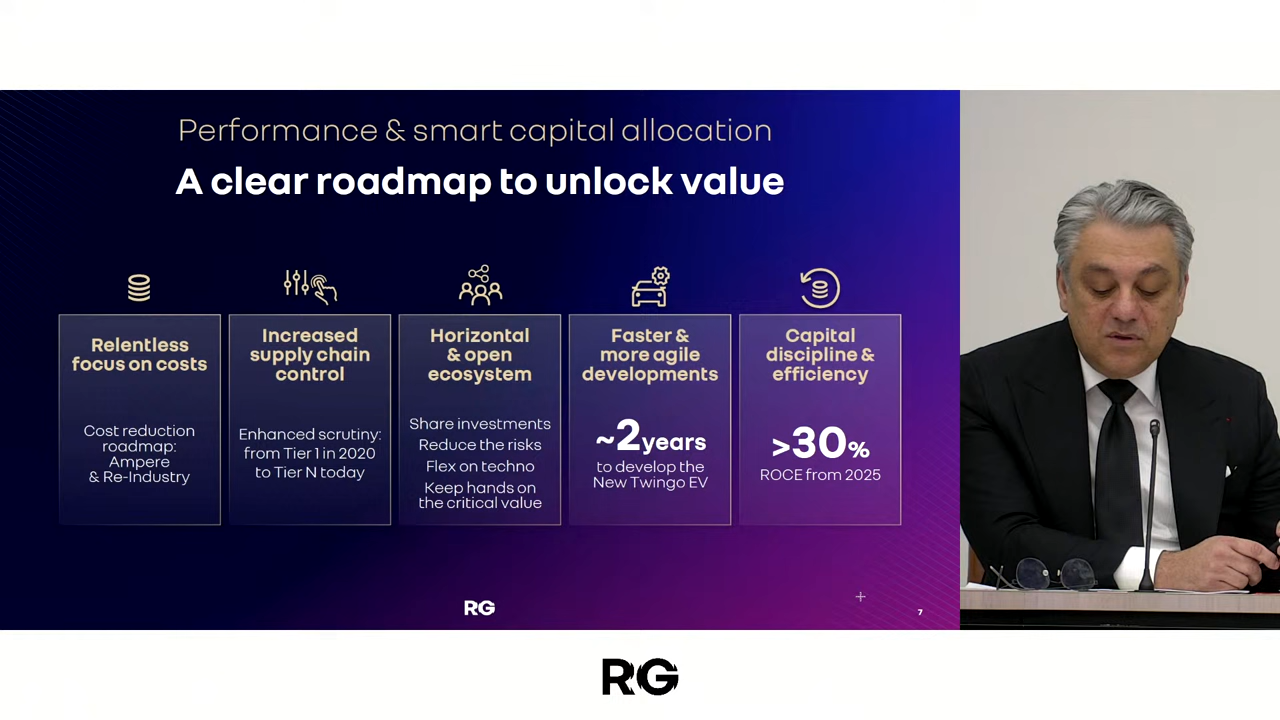 Performance & smart capital allocation
A clear roadmap to unlock value
Relentless
focus on costs
Cost reduction
roadmap:
Ampere
& Re-Industry
Increased
supply chain
control
Enhanced scrutiny:
from Tier 1 in 2020
to Tier N today
Horizontal
& open
ecosystem
Share investments
Reduce the risks
Flex on techno
Keep hands on
the critical value
Faster &
more agile
developments
~2 years
to develop the
New Twingo EV
Capital
discipline &
efficiency
>30%
ROCE from 2025
RG
7
RG